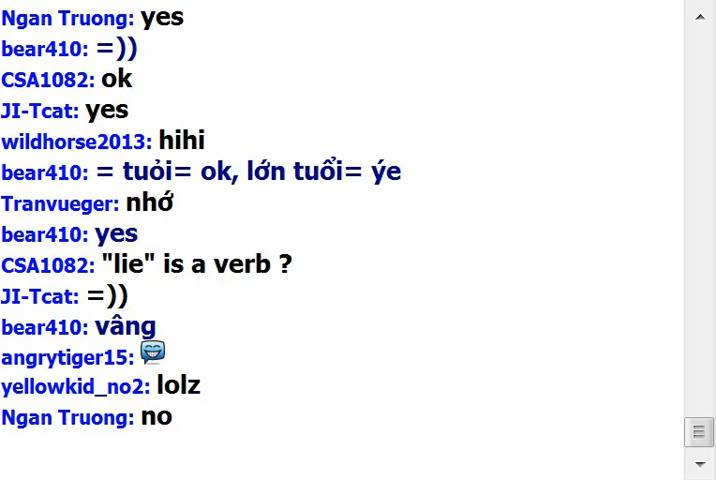 Ngan Truong: yes
bear410: =))
CSA1082: ok
JI-Tcat: yes
wildhorse2013: hihi
bear410: = tuỏi= ok, lớn tuổi= ýe
Tranvueger: nhớ
bear410: yes
CSA1082: "lie" is a verb ?
JI-Tcat: =))
bear410: vâng
angrytiger15:
yellowkid_no2: lolz
Ngan Truong: no